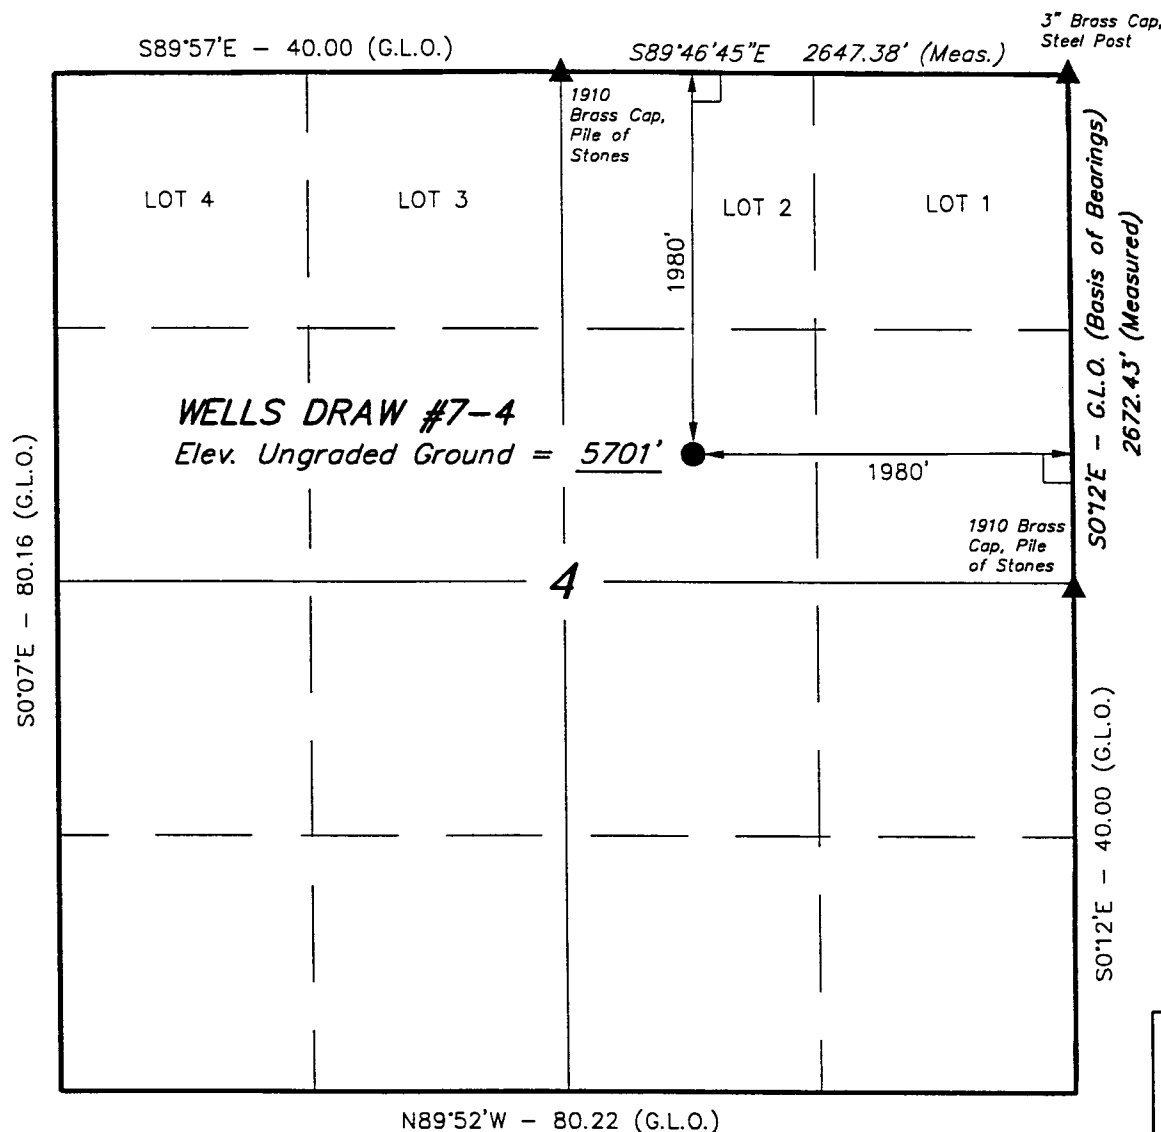 S89°57'E - 40.00 (G.L.O.)
S89°46'45"E 2647.38' (Meas.)
3" Brass Cap,
Steel Post
1910
Brass Cap,
Pile of
Stones
LOT 4
LOT 3
LOT 2
LOT 1
1980'
S0°12'E - G.L.O. (Basis of Bearings)
2672.43' (Measured)
WELLS DRAW #7-4
Elev. Ungraded Ground = 5701'
1980'
1910 Brass
Cap, Pile
of Stones
S0°07'E - 80.16 (G.L.O.)
4
S0°12'E - 40.00 (G.L.O.)
N89°52'W - 80.22 (G.L.O.)